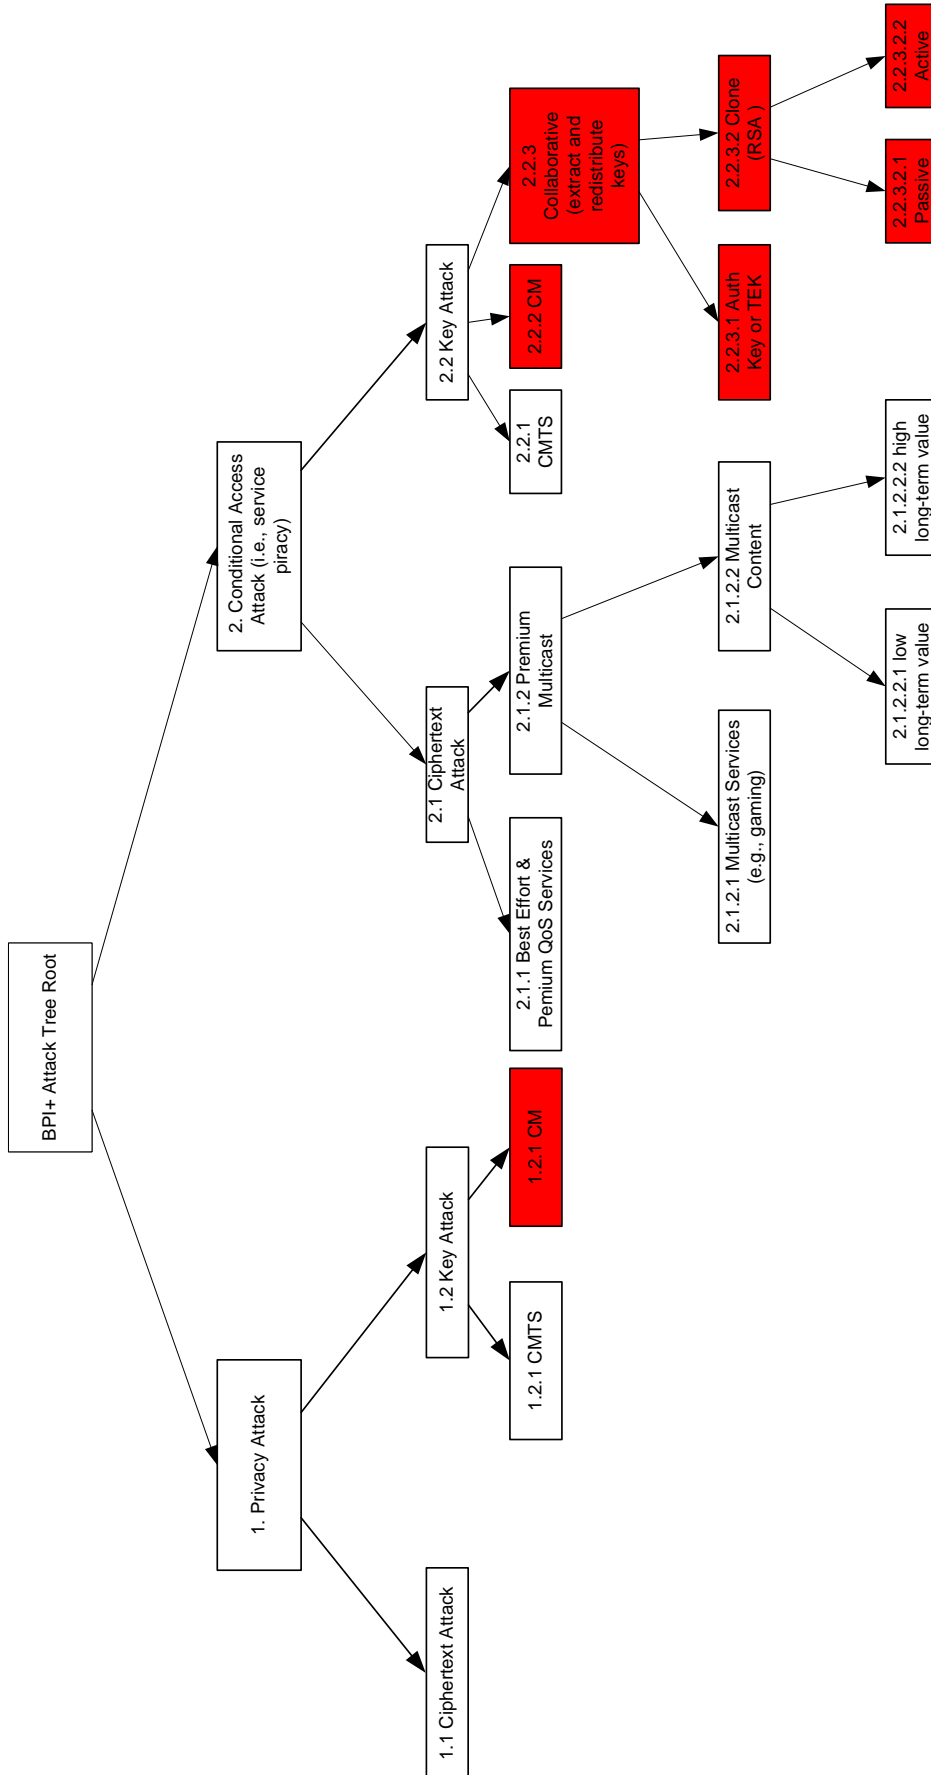 BPI+ Attack Tree Root
1. Privacy Attack
2. Conditional Access
Attack (i.e., service
piracy)
1.1 Ciphertext Attack
1.2 Key Attack
2.1 Ciphertext
Attack
2.2 Key Attack
1.2.1 CMTS
1.2.1 CM
2.1.1 Best Effort &
Pemium QoS Services
2.1.2 Premium
Multicast
2.2.1
CMTS
2.2.2 CM
2.2.3
Collaborative
(extract and
redistribute
keys)
2.1.2.1 Multicast Services
(e.g., gaming)
2.1.2.2 Multicast
Content
2.2.3.1 Auth
Key or TEK
2.2.3.2 Clone
(RSA )
2.1.2.2.1 low
long-term value
2.1.2.2.2 high
long-term value
2.2.3.2.1
Passive
2.2.3.2.2
Active